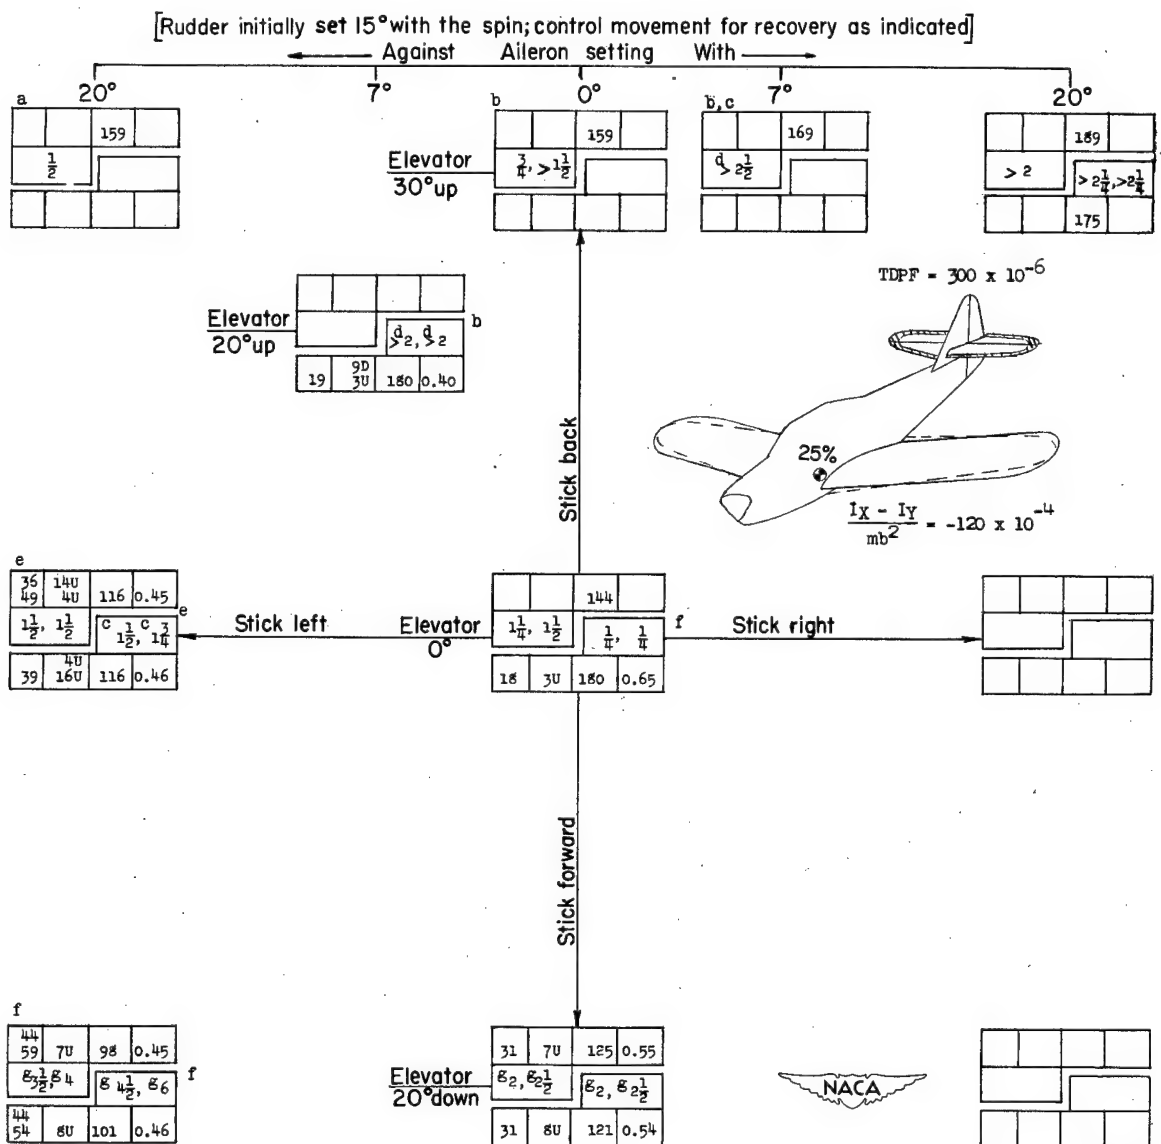 [Rudder initially set 15° with the spin; control movement for recovery as indicated]
Against Aileron setting With
20° 7° 0° 7° 20°
a
159
1/2
Elevator
30° up
b
159
3/4, >1 1/2
b,c
169
d
>2 1/2
189
>2
>2 1/4, >2 1/4
175
Elevator
20° up
b
d d
>2, >2
19 9D 3U 180 0.40
TDPF = 300 x 10⁻⁶
25%
Ix - Iy
mb² = -120 x 10⁻⁴
Stick back
e
36 14U
49 4U 116 0.45
1 1/2, 1 1/2
e
c 1 1/2, c 1 3/4
4U
39 16U 116 0.46
Stick left
Elevator
0°
144
1 1/4, 1 1/2
f
1/4, 1/4
18 3U 180 0.65
Stick right
Stick forward
f
44
59 7U 98 0.45
g 3 1/2, g 4
f
g 4 1/2, g 6
44
54 8U 101 0.46
Elevator
20° down
31 7U 125 0.55
g 2, g 2 1/2
g 2, g 2 1/2
31 8U 121 0.54
NACA